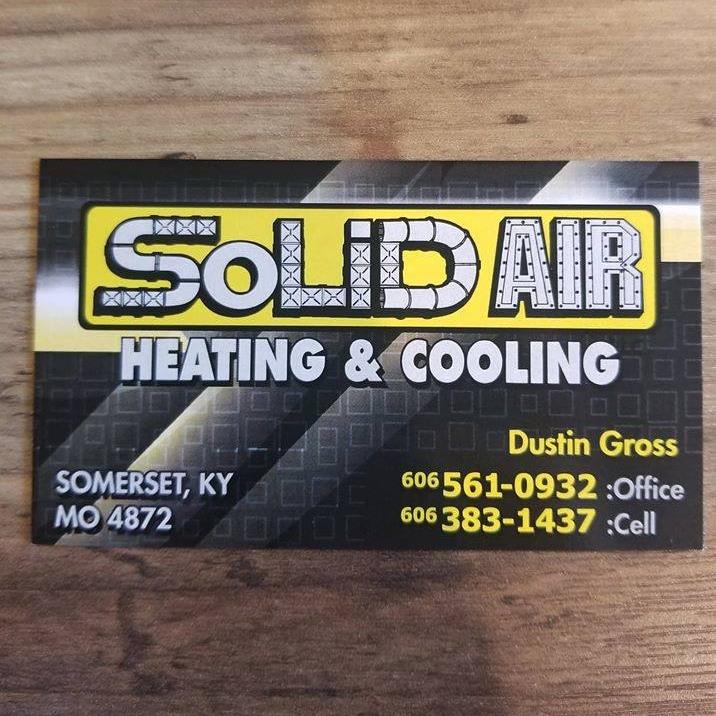 SoLiD AIR
HEATING & COOLING
Dustin Gross
SOMERSET, KY
MO 4872
606 561-0932 :Office
606 383-1437 :Cell